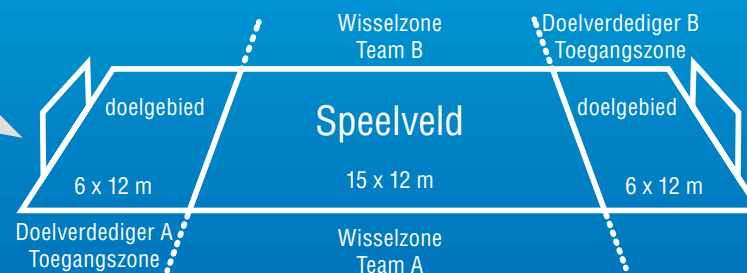 Wisselzone
Team B
Doelverdediger B
Toegangszone
doelgebied
Speelveld
doelgebied
6 x 12 m
15 x 12 m
6 x 12 m
Doelverdediger A
Toegangszone
Wisselzone
Team A